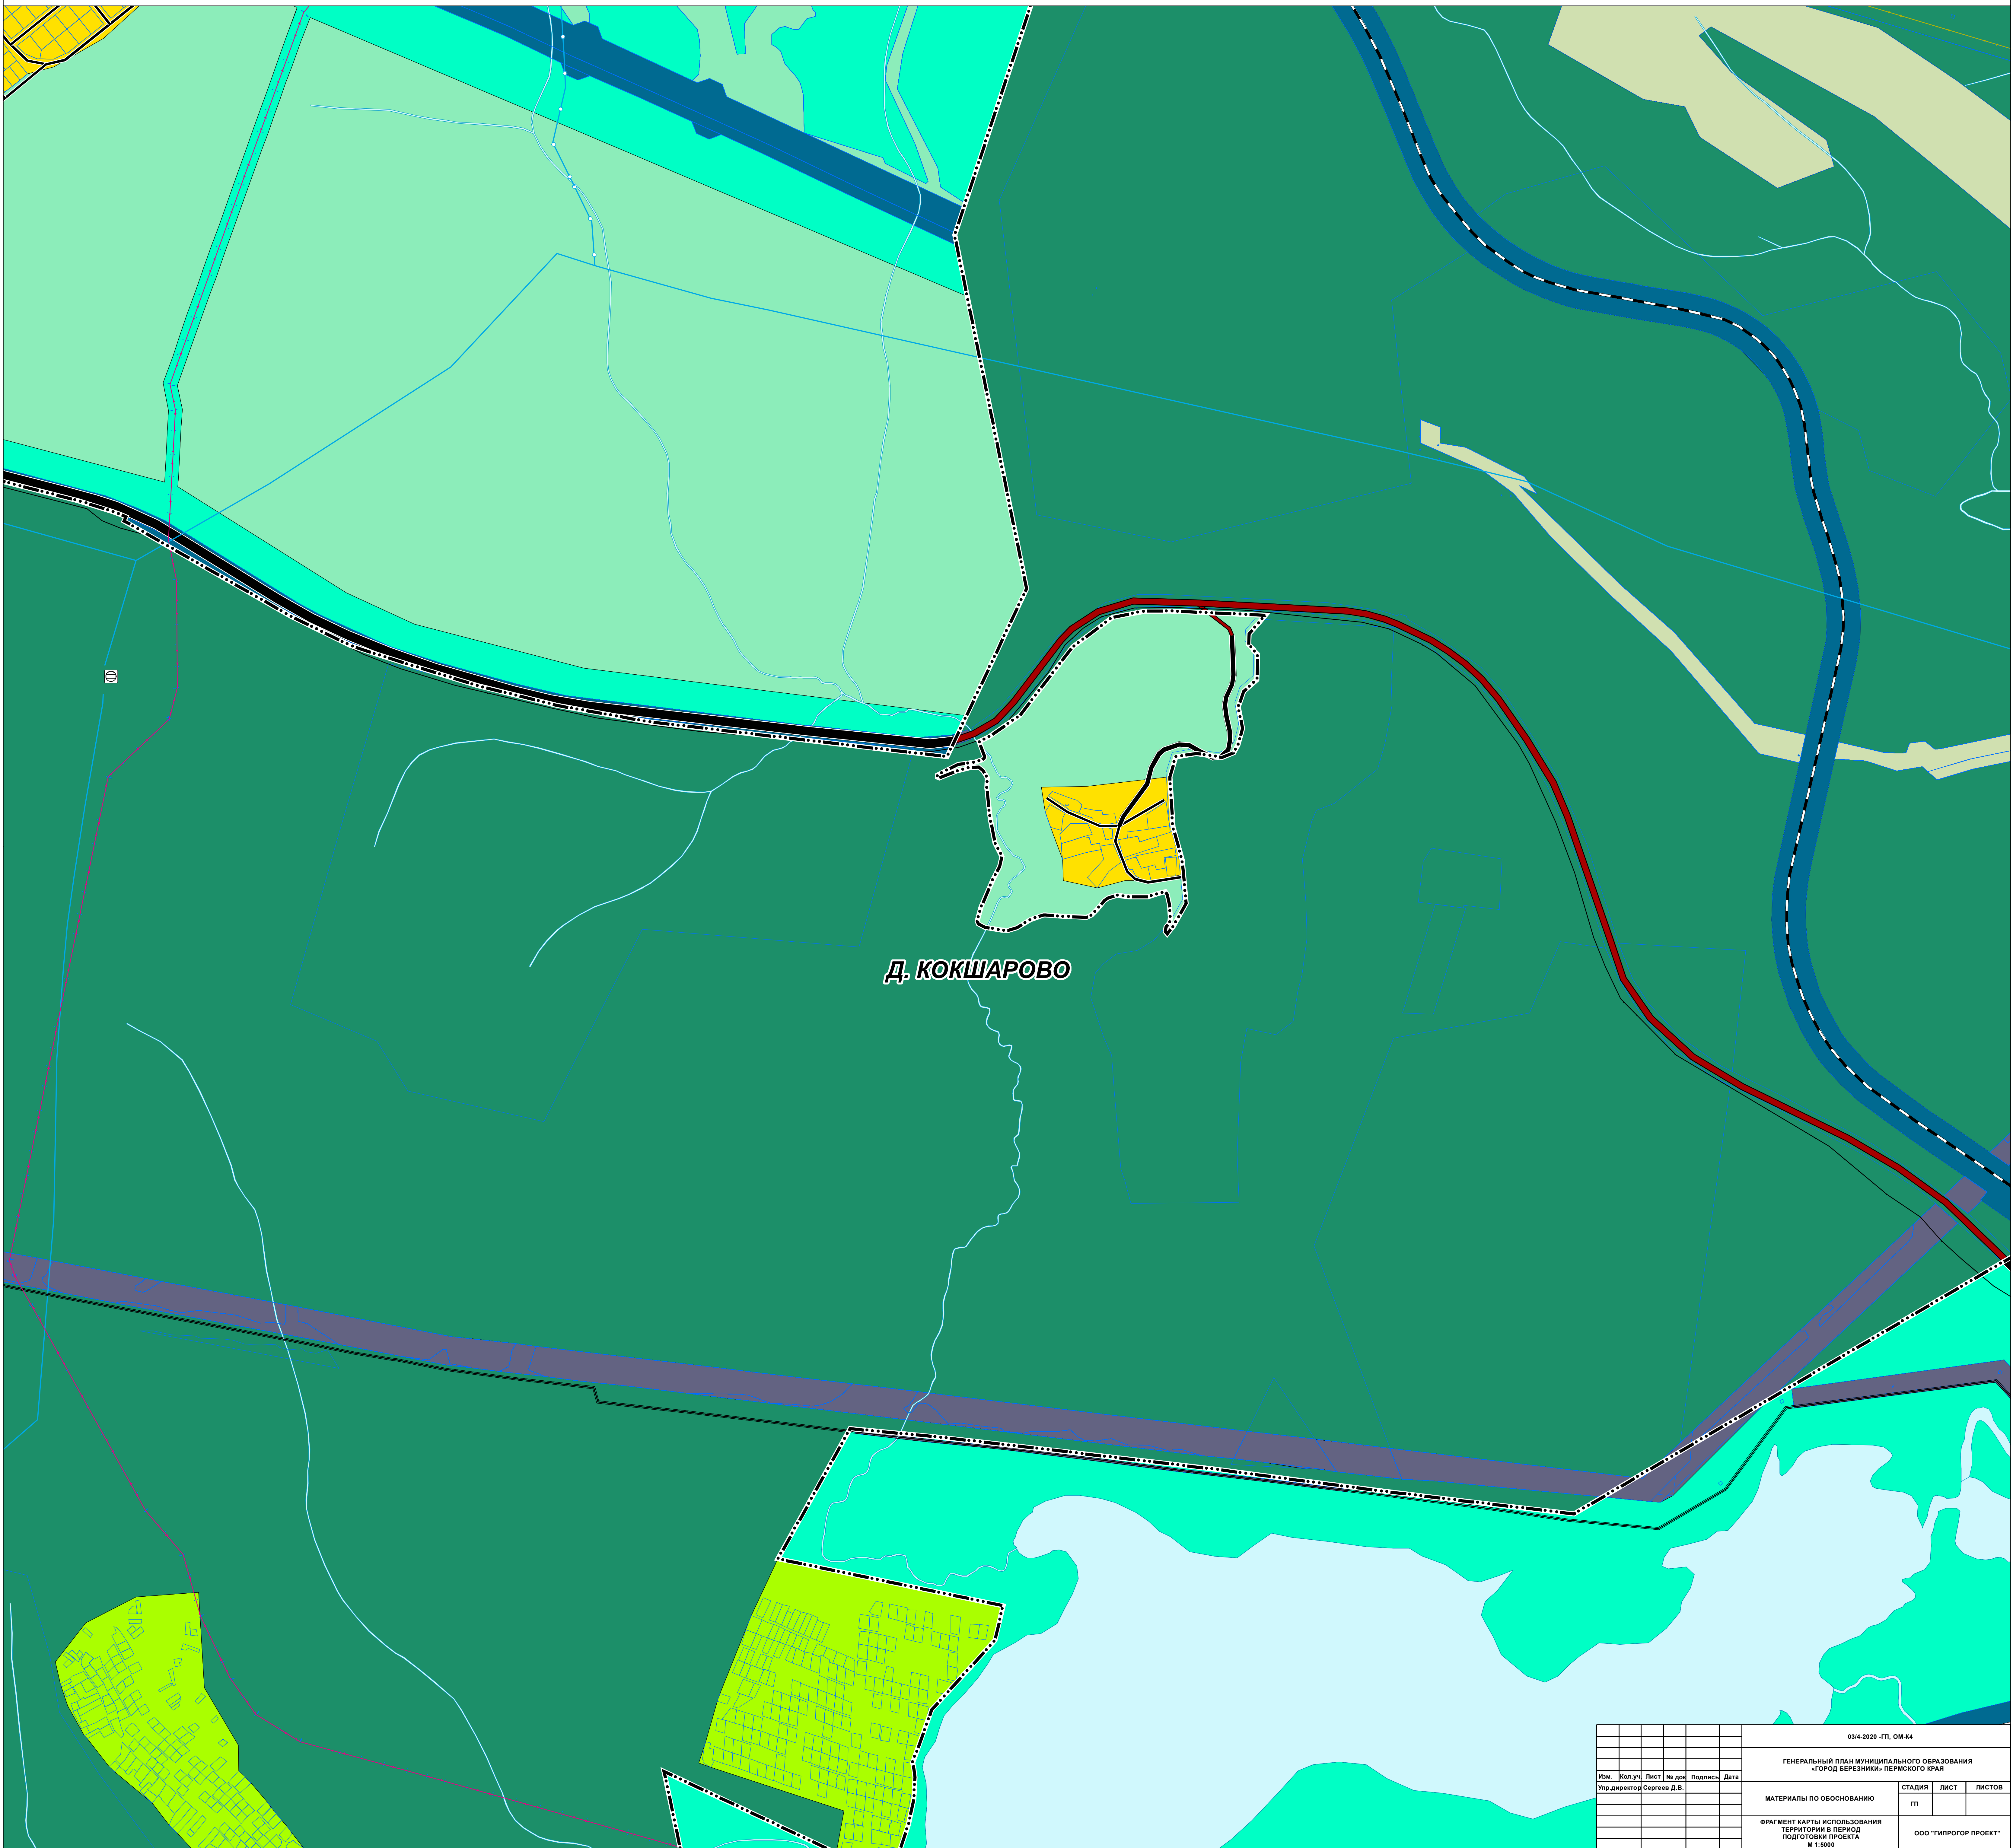 Д. КОКШАРОВО
03/4-2020 -ГП, ОМ-К4
ГЕНЕРАЛЬНЫЙ ПЛАН МУНИЦИПАЛЬНОГО ОБРАЗОВАНИЯ
«ГОРОД БЕРЕЗНИКИ» ПЕРМСКОГО КРАЯ
Изм. Кол.уч Лист № док Подпись Дата
Упр.директор Сергеев Д.В.
МАТЕРИАЛЫ ПО ОБОСНОВАНИЮ
СТАДИЯ ЛИСТ ЛИСТОВ
ГП
ФРАГМЕНТ КАРТЫ ИСПОЛЬЗОВАНИЯ
ТЕРРИТОРИИ В ПЕРИОД
ПОДГОТОВКИ ПРОЕКТА
М 1:5000
ООО "ГИПРОГОР ПРОЕКТ"